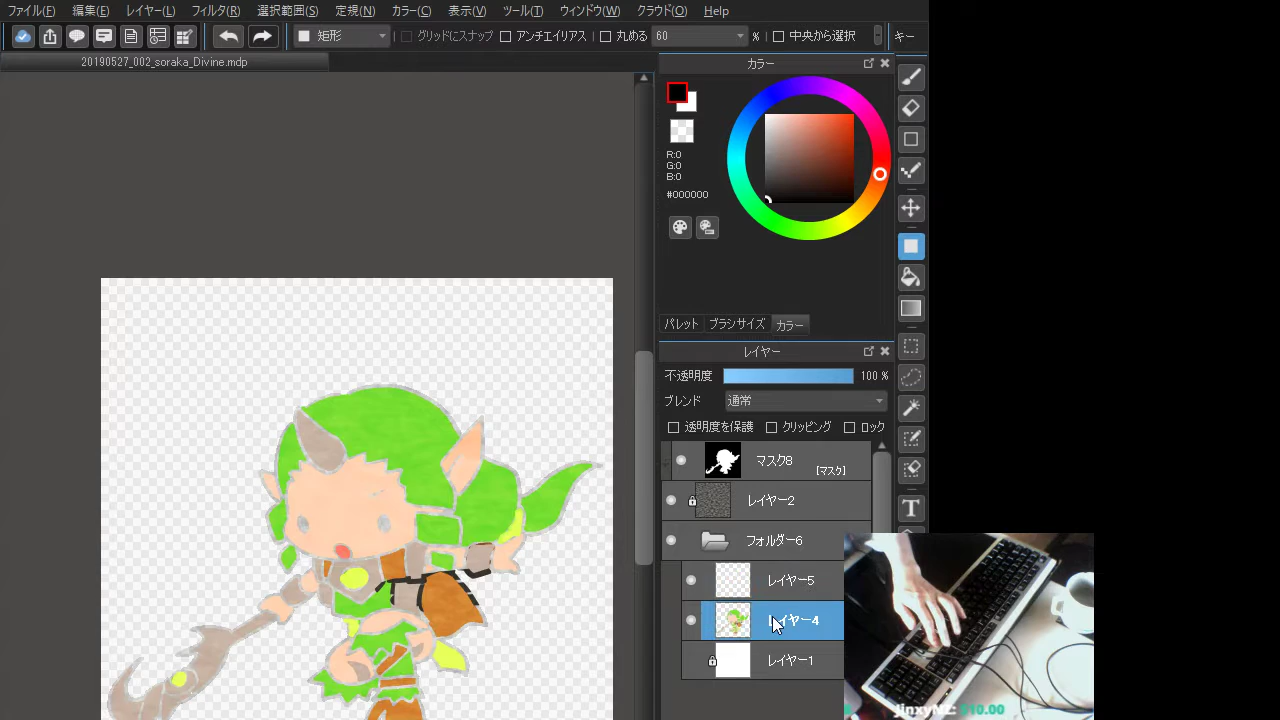 ファイル(F) 編集(E) レイヤー(L) フィルタ(R) 選択範囲(S) 定規(N) カラー(C) 表示(V) ツール(T) ウィンドウ(W) クラウド(O) Help
矩形 グリッドにスナップ アンチエイリアス 丸める 60 % 中央から選択 キー
20190527_002_soraka_Divine.mdp
カラー
R:0
G:0
B:0
#000000
パレット ブラシサイズ カラー
レイヤー
不透明度 100 %
ブレンド 通常
透明度を保護 クリッピング ロック
マスク8
[マスク]
レイヤー2
フォルダー6
レイヤー5
レイヤー4
レイヤー1
T
JinxyNL: $10.00